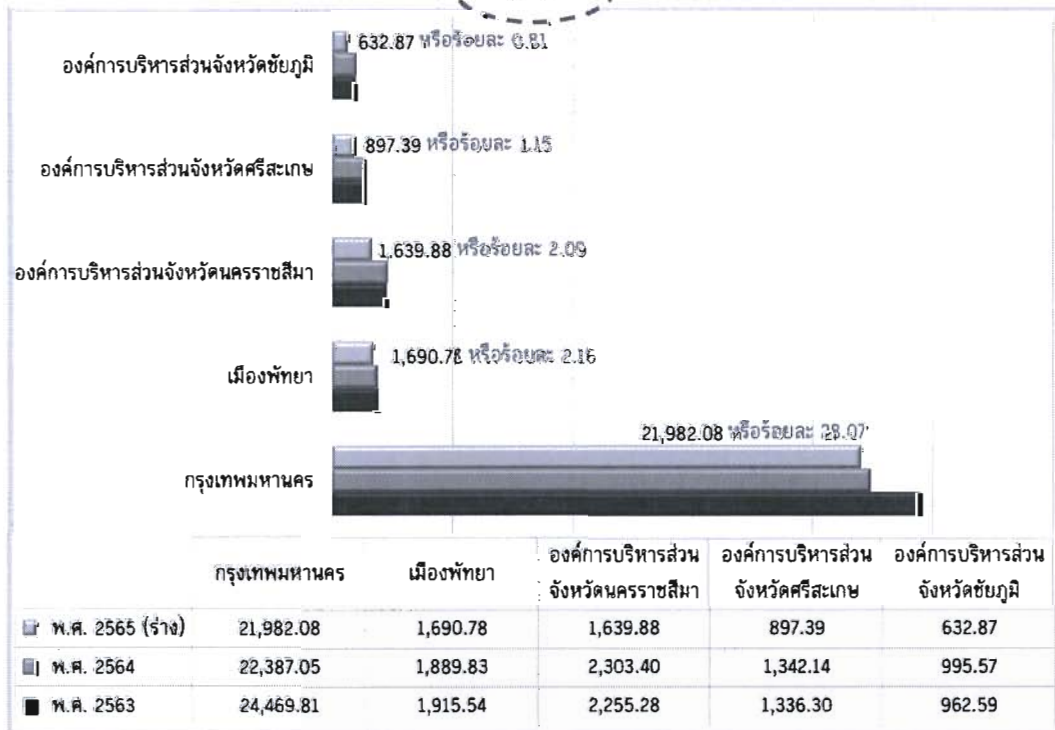 632.87 หรือร้อยละ 0.81
องค์การบริหารส่วนจังหวัดชัยภูมิ
897.39 หรือร้อยละ 1.15
องค์การบริหารส่วนจังหวัดศรีสะเกษ
1,639.88 หรือร้อยละ 2.09
องค์การบริหารส่วนจังหวัดนครราชสีมา
1,690.78 หรือร้อยละ 2.16
เมืองพัทยา
21,982.08 หรือร้อยละ 28.07
กรุงเทพมหานคร
กรุงเทพมหานคร เมืองพัทยา องค์การบริหารส่วน องค์การบริหารส่วน องค์การบริหารส่วน
จังหวัดนครราชสีมา จังหวัดศรีสะเกษ จังหวัดชัยภูมิ
พ.ศ. 2565 (ร่าง) 21,982.08 1,690.78 1,639.88 897.39 632.87
พ.ศ. 2564 22,387.05 1,889.83 2,303.40 1,342.14 995.57
พ.ศ. 2563 24,469.81 1,915.54 2,255.28 1,336.30 962.59